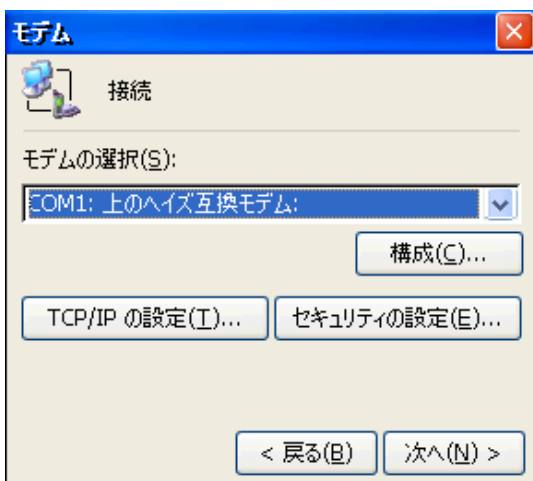 モデム
接続
モデムの選択(S):
COM1: 上のヘイズ互換モデム:
構成(C)...
TCP/IP の設定(T)... セキュリティの設定(E)...
< 戻る(B) 次へ(N) >